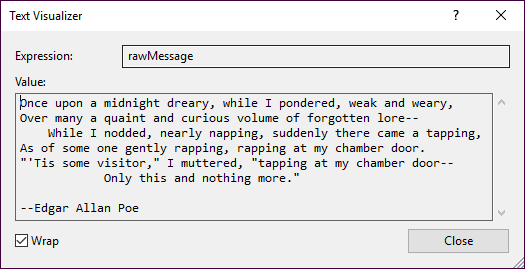 Text Visualizer
Expression:
rawMessage
Value:
Once upon a midnight dreary, while I pondered, weak and weary,
Over many a quaint and curious volume of forgotten lore--
    While I nodded, nearly napping, suddenly there came a tapping,
As of some one gently rapping, rapping at my chamber door.
"'Tis some visitor," I muttered, "tapping at my chamber door--
            Only this and nothing more."

--Edgar Allan Poe
Wrap
Close